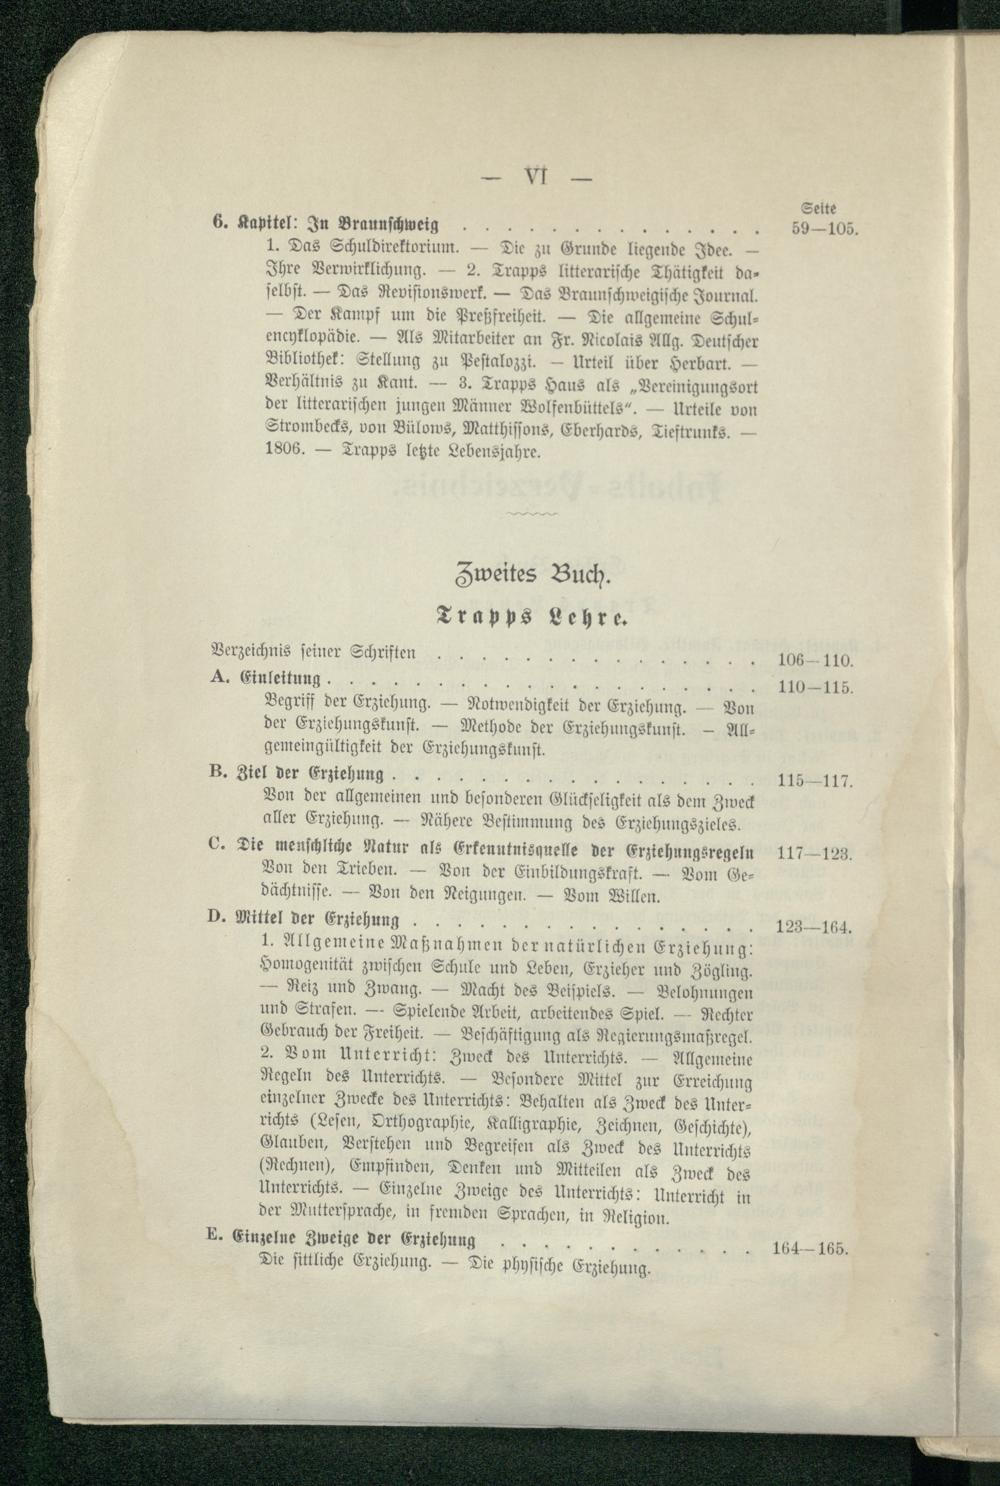 — VI —
Seite
6. Kapitel: In Braunschweig . . . . . . . . . . . . . . 59—105.
1. Das Schuldirektorium. — Die zu Grunde liegende Idee. —
Ihre Verwirklichung. — 2. Trapps litterarische Thätigkeit da-
selbst. — Das Revisionswerk. — Das Braunschweigische Journal.
— Der Kampf um die Preßfreiheit. — Die allgemeine Schul-
encyklopädie. — Als Mitarbeiter an Fr. Nicolais Allg. Deutscher
Bibliothek: Stellung zu Pestalozzi. — Urteil über Herbart. —
Verhältnis zu Kant. — 3. Trapps Haus als „Vereinigungsort
der litterarischen jungen Männer Wolfenbüttels“. — Urteile von
Strombecks, von Bülows, Matthissons, Eberhards, Tieftrunks. —
1806. — Trapps letzte Lebensjahre.
Zweites Buch.
Trapps Lehre.
Verzeichnis seiner Schriften . . . . . . . . . . . . . . . 106—110.
A. Einleitung . . . . . . . . . . . . . . . . . . . . 110—115.
Begriff der Erziehung. — Notwendigkeit der Erziehung. — Von
der Erziehungskunst. — Methode der Erziehungskunst. — All-
gemeingültigkeit der Erziehungskunst.
B. Ziel der Erziehung . . . . . . . . . . . . . . . . . 115—117.
Von der allgemeinen und besonderen Glückseligkeit als dem Zweck
aller Erziehung. — Nähere Bestimmung des Erziehungszieles.
C. Die menschliche Natur als Erkenntnisquelle der Erziehungsregeln 117—123.
Von den Trieben. — Von der Einbildungskraft. — Vom Ge-
dächtnisse. — Von den Neigungen. — Vom Willen.
D. Mittel der Erziehung . . . . . . . . . . . . . . . . 123—164.
1. Allgemeine Maßnahmen der natürlichen Erziehung:
Homogenität zwischen Schule und Leben, Erzieher und Zögling.
— Reiz und Zwang. — Macht des Beispiels. — Belohnungen
und Strafen. — Spielende Arbeit, arbeitendes Spiel. — Rechter
Gebrauch der Freiheit. — Beschäftigung als Regierungsmaßregel.
2. Vom Unterricht: Zweck des Unterrichts. — Allgemeine
Regeln des Unterrichts. — Besondere Mittel zur Erreichung
einzelner Zwecke des Unterrichts: Behalten als Zweck des Unter-
richts (Lesen, Orthographie, Kalligraphie, Zeichnen, Geschichte),
Glauben, Verstehen und Begreifen als Zweck des Unterrichts
(Rechnen), Empfinden, Denken und Mitteilen als Zweck des
Unterrichts. — Einzelne Zweige des Unterrichts: Unterricht in
der Muttersprache, in fremden Sprachen, in Religion.
E. Einzelne Zweige der Erziehung . . . . . . . . . . . . 164—165.
Die sittliche Erziehung. — Die physische Erziehung.